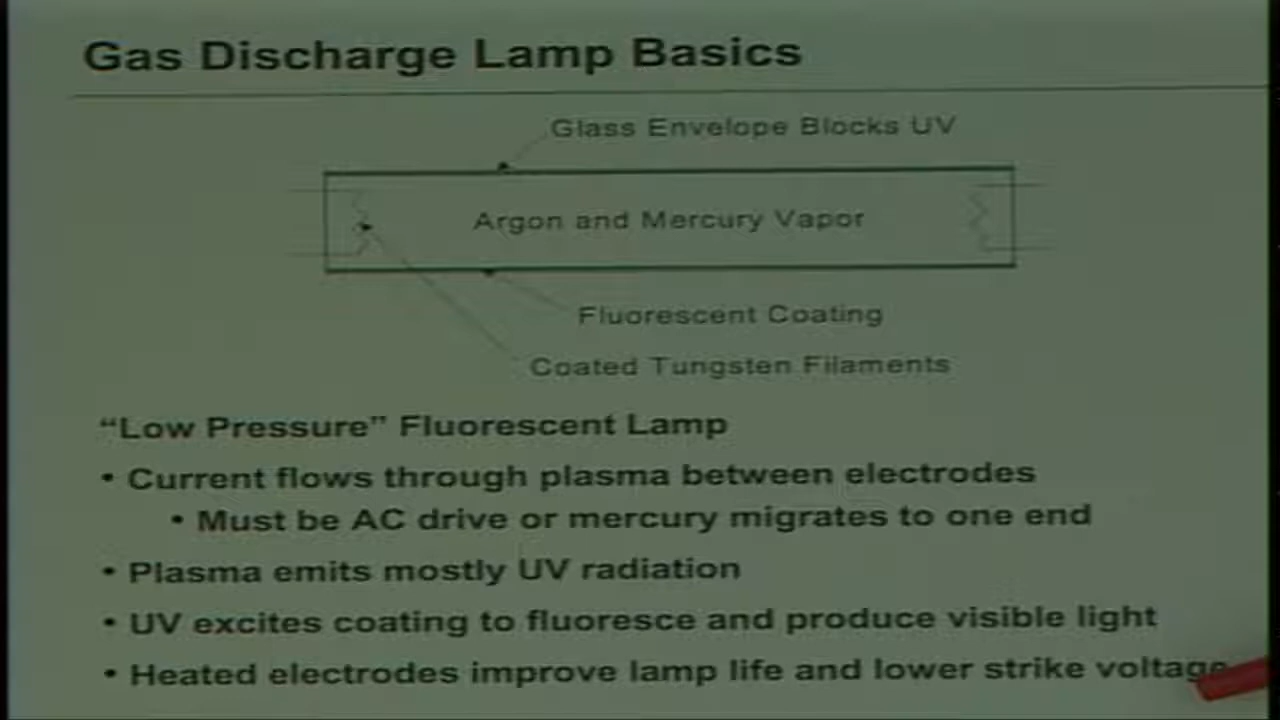 Gas Discharge Lamp Basics
Glass Envelope Blocks UV
Argon and Mercury Vapor
Fluorescent Coating
Coated Tungsten Filaments
“Low Pressure” Fluorescent Lamp
• Current flows through plasma between electrodes
• Must be AC drive or mercury migrates to one end
• Plasma emits mostly UV radiation
• UV excites coating to fluoresce and produce visible light
• Heated electrodes improve lamp life and lower strike voltage